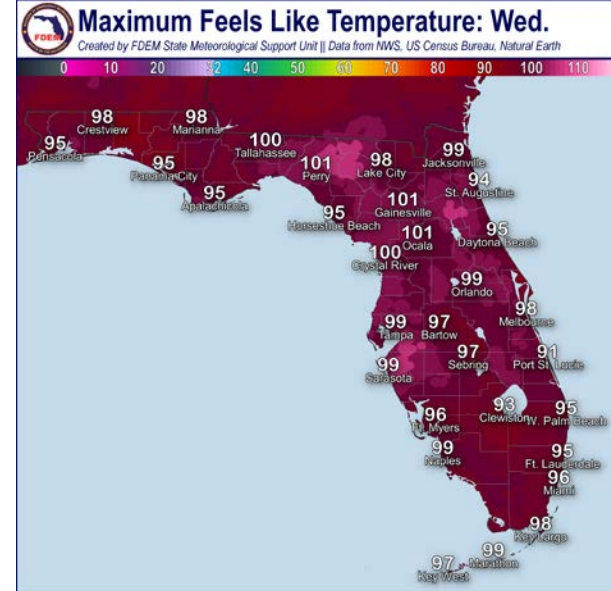 Maximum Feels Like Temperature: Wed.
FDEM
Created by FDEM State Meteorological Support Unit || Data from NWS, US Census Bureau, Natural Earth
0 10 20 32 40 50 60 70 80 90 100 110
98
Crestview
98
Marianna
95
Pensacola
100
Tallahassee
95
Panama City
101
Perry
98
Lake City
99
Jacksonville
94
St. Augustine
95
Apalachicola
95
Horseshoe Beach
101
Gainesville
101
Ocala
95
Daytona Beach
100
Crystal River
99
Orlando
98
Melbourne
99
Tampa
97
Bartow
99
Sarasota
97
Sebring
91
Port St. Lucie
96
Ft. Myers
93
Clewiston
95
W. Palm Beach
99
Naples
95
Ft. Lauderdale
96
Miami
98
Key Largo
99
Marathon
97
Key West